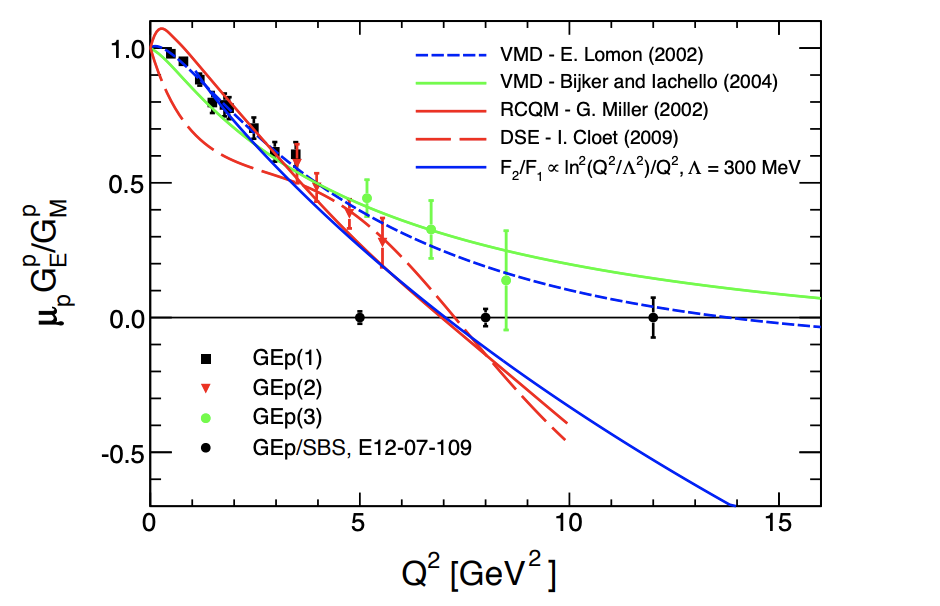 VMD - E. Lomon (2002)
VMD - Bijker and Iachello (2004)
RCQM - G. Miller (2002)
DSE - I. Cloet (2009)
F₂/F₁ ∝ ln²(Q²/Λ²)/Q², Λ = 300 MeV
1.0
0.5
0.0
-0.5
μₚGᴱᵖ/Gᴹᵖ
GEp(1)
GEp(2)
GEp(3)
GEp/SBS, E12-07-109
0 5 10 15
Q² [GeV²]